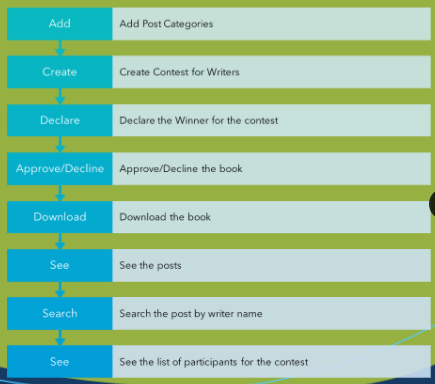 Add Add Post Categories
Create Create Contest for Writers
Declare Declare the Winner for the contest
Approve/Decline Approve/Decline the book
Download Download the book
See See the posts
Search Search the post by writer name
See See the list of participants for the contest